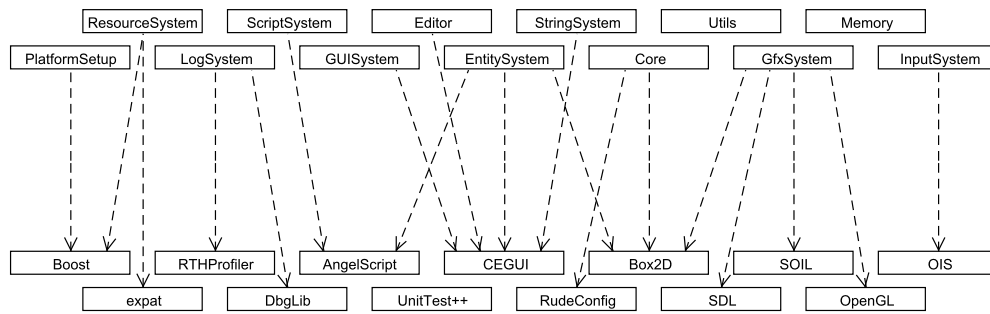 ResourceSystem ScriptSystem Editor StringSystem Utils Memory
PlatformSetup LogSystem GUISystem EntitySystem Core GfxSystem InputSystem
Boost RTHProfiler AngelScript CEGUI Box2D SOIL OIS
expat DbgLib UnitTest++ RudeConfig SDL OpenGL